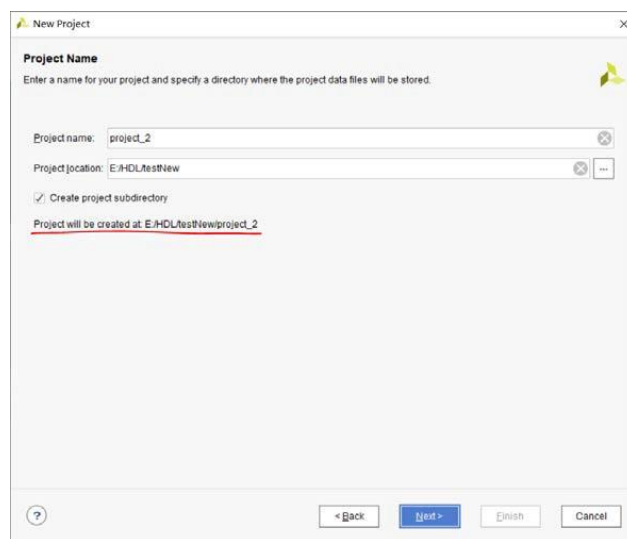 New Project
Project Name
Enter a name for your project and specify a directory where the project data files will be stored.
Project name: project_2
Project location: E:/HDL/testNew
...
Create project subdirectory
Project will be created at: E:/HDL/testNew/project_2
?
< Back
Next >
Finish
Cancel